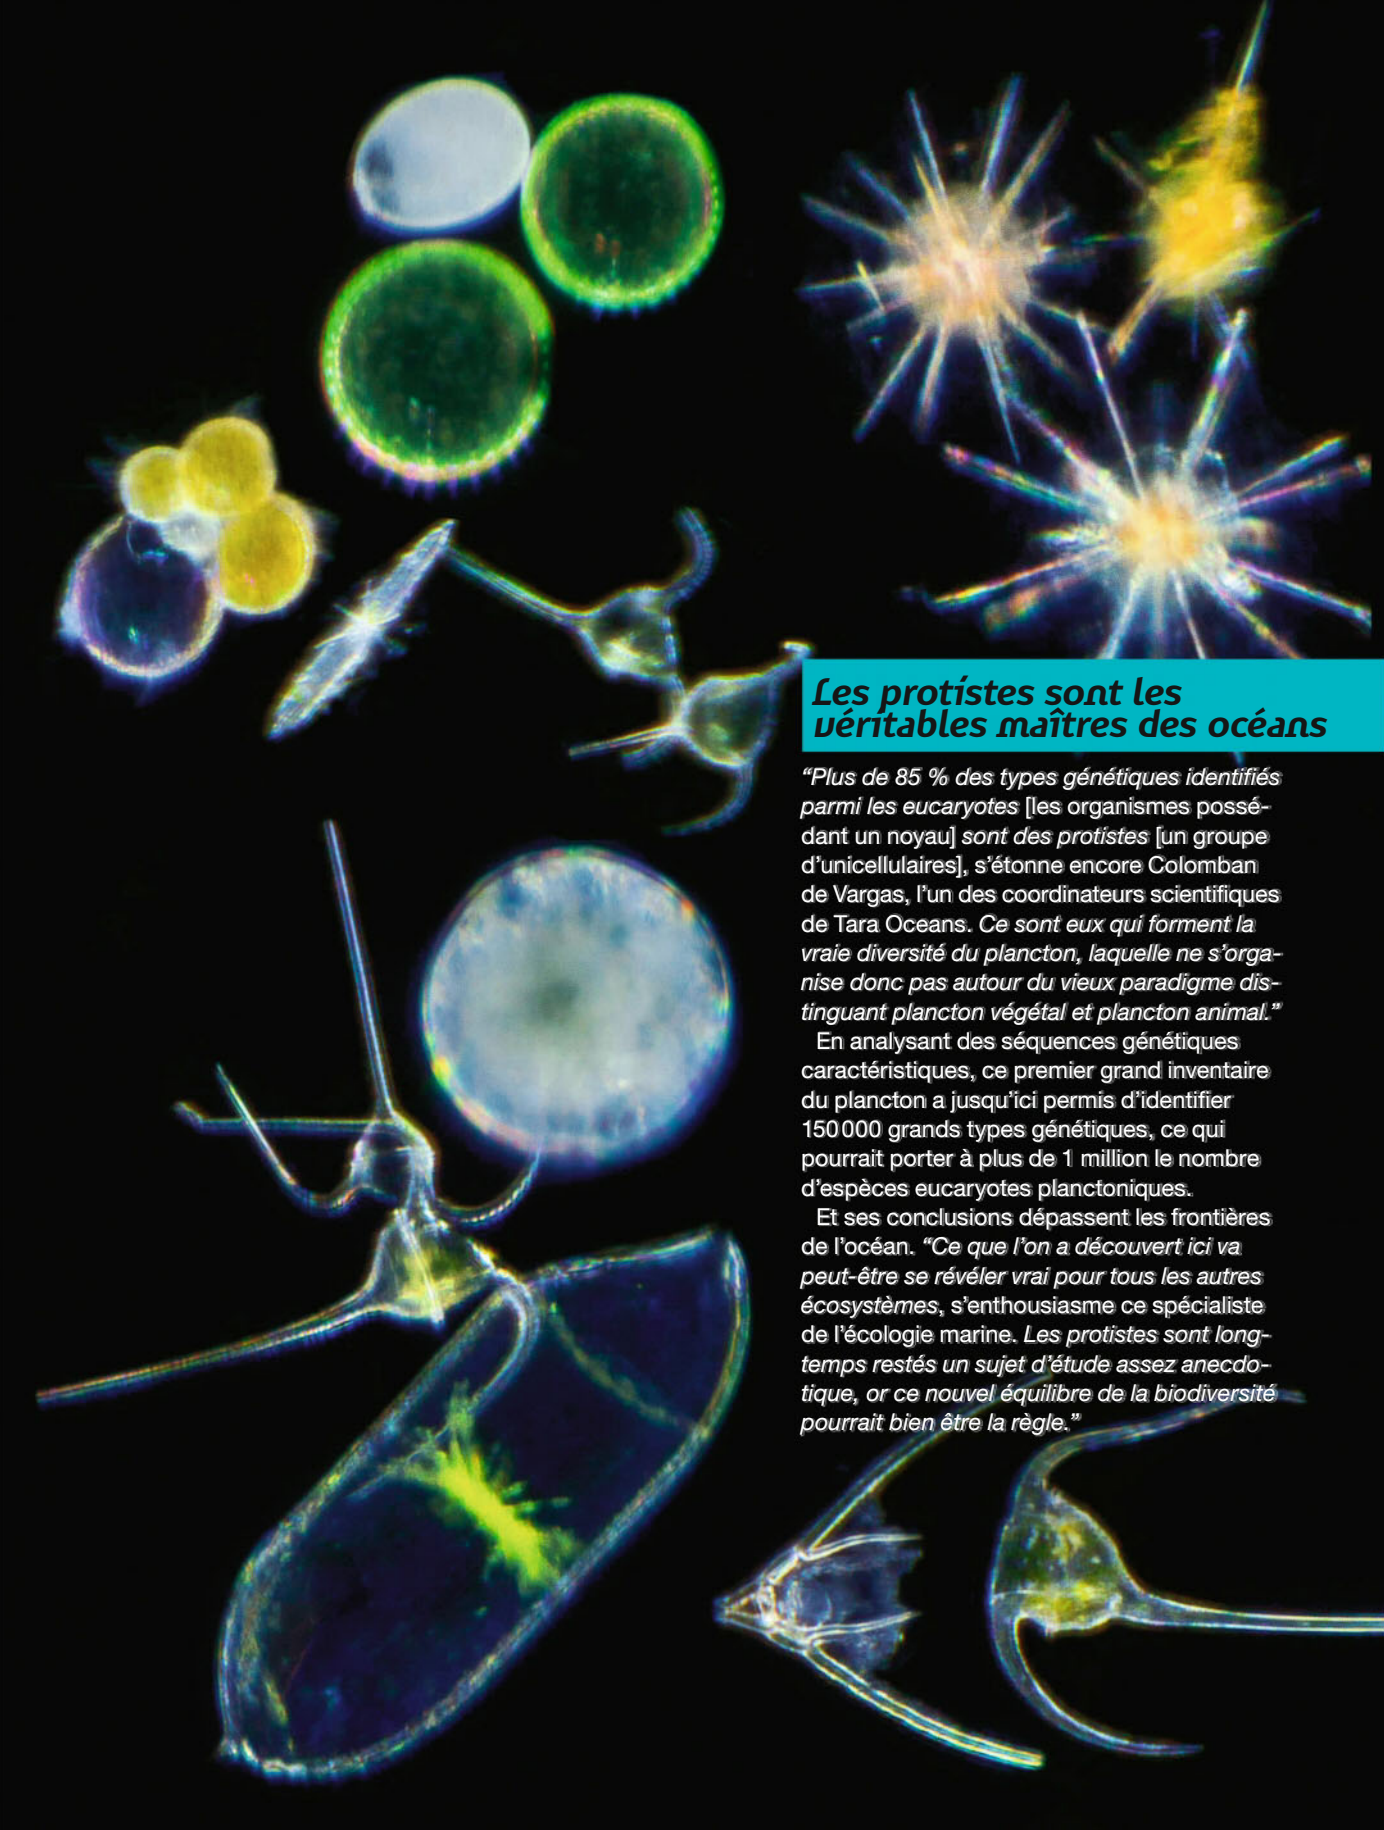 Les protistes sont les
véritables maîtres des océans
“Plus de 85 % des types génétiques identifiés
parmi les eucaryotes [les organismes possé-
dant un noyau] sont des protistes [un groupe
d’unicellulaires], s’étonne encore Colomban
de Vargas, l’un des coordinateurs scientifiques
de Tara Oceans. Ce sont eux qui forment la
vraie diversité du plancton, laquelle ne s’orga-
nise donc pas autour du vieux paradigme dis-
tinguant plancton végétal et plancton animal.”
En analysant des séquences génétiques
caractéristiques, ce premier grand inventaire
du plancton a jusqu’ici permis d’identifier
150 000 grands types génétiques, ce qui
pourrait porter à plus de 1 million le nombre
d’espèces eucaryotes planctoniques.
Et ses conclusions dépassent les frontières
de l’océan. “Ce que l’on a découvert ici va
peut-être se révéler vrai pour tous les autres
écosystèmes, s’enthousiasme ce spécialiste
de l’écologie marine. Les protistes sont long-
temps restés un sujet d’étude assez anecdo-
tique, or ce nouvel équilibre de la biodiversité
pourrait bien être la règle.”